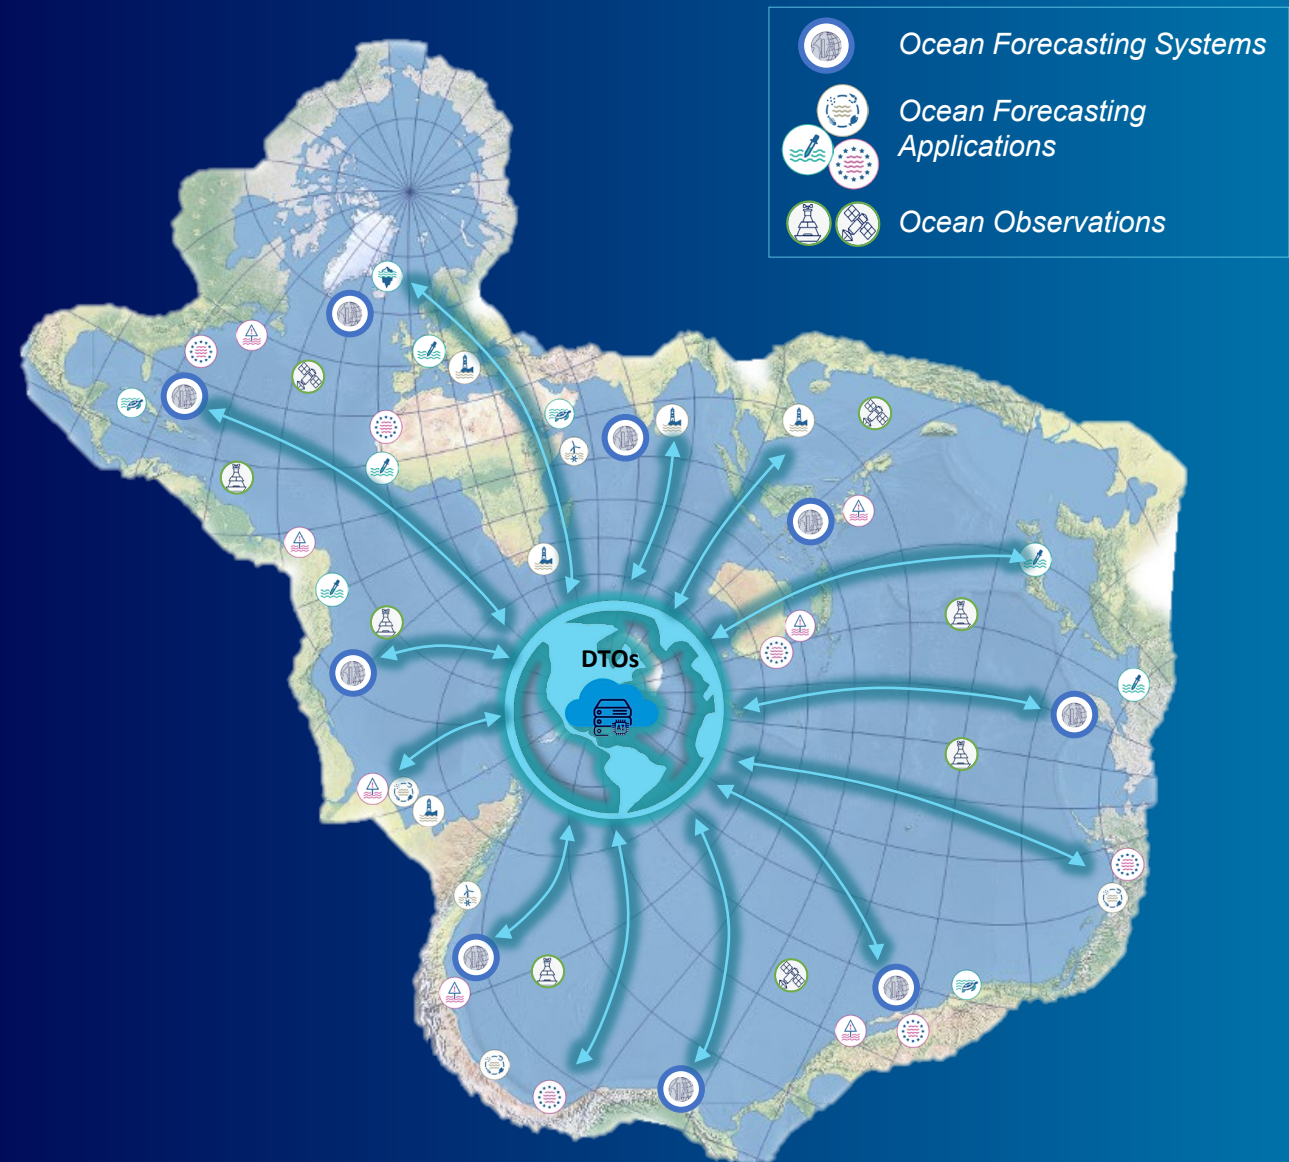 Ocean Forecasting Systems
Ocean Forecasting
Applications
Ocean Observations
DTOs